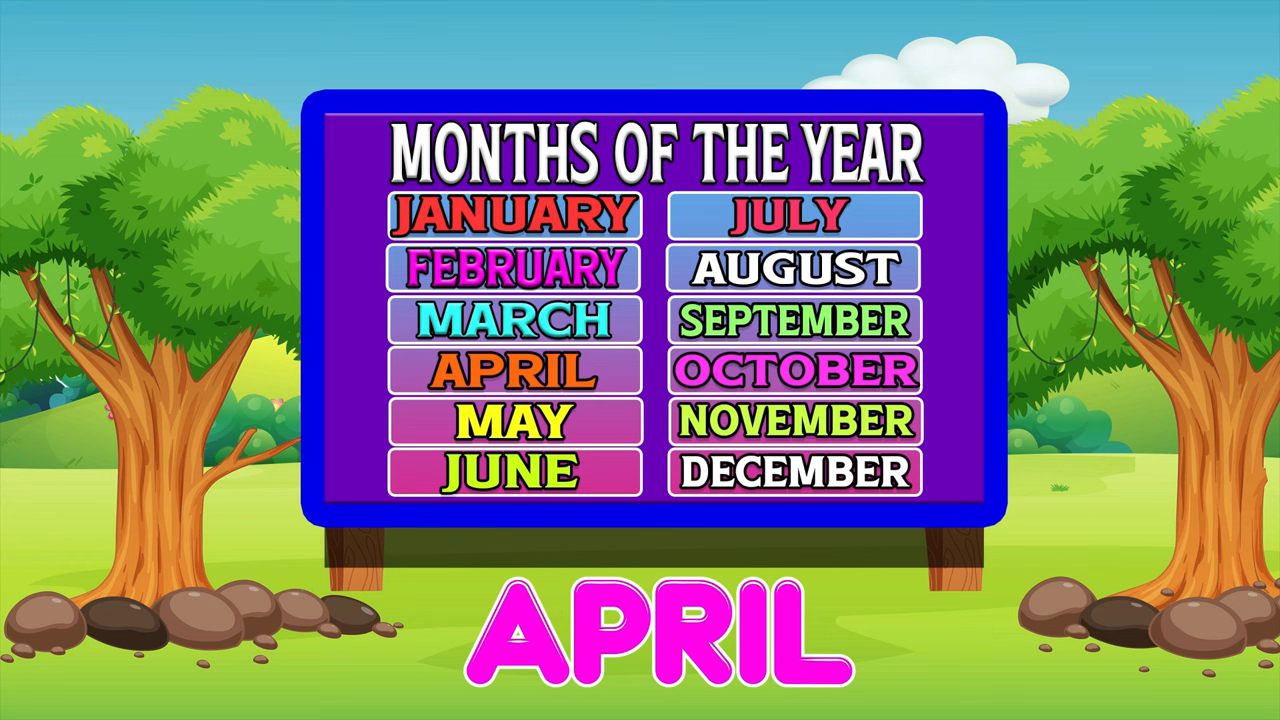 MONTHS OF THE YEAR
JANUARY
FEBRUARY
MARCH
APRIL
MAY
JUNE
JULY
AUGUST
SEPTEMBER
OCTOBER
NOVEMBER
DECEMBER
APRIL